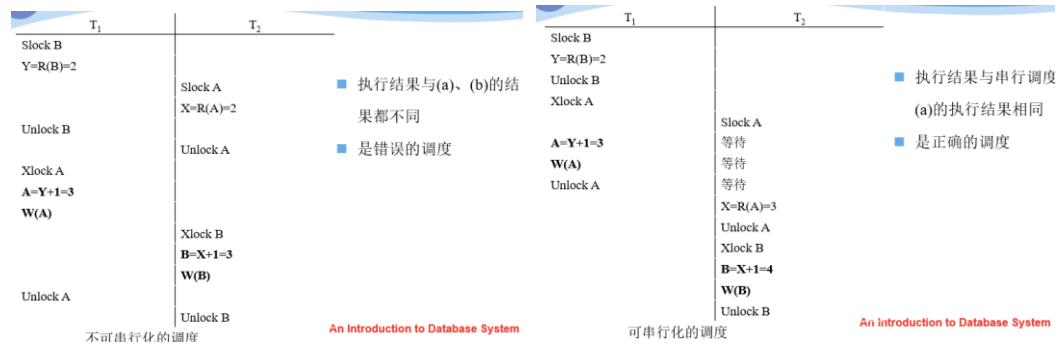 T1 T2
Slock B
Y=R(B)=2
Slock A
X=R(A)=2
Unlock B
Unlock A
Xlock A
A=Y+1=3
W(A)
Xlock B
B=X+1=3
W(B)
Unlock A
Unlock B
不可串行化的调度
■ 执行结果与(a)、(b)的结
果都不同
■ 是错误的调度
An Introduction to Database System
T1 T2
Slock B
Y=R(B)=2
Unlock B
Xlock A
Slock A
A=Y+1=3 等待
W(A) 等待
Unlock A 等待
X=R(A)=3
Unlock A
Xlock B
B=X+1=4
W(B)
Unlock B
可串行化的调度
■ 执行结果与串行调度
(a)的执行结果相同
■ 是正确的调度
An Introduction to Database System